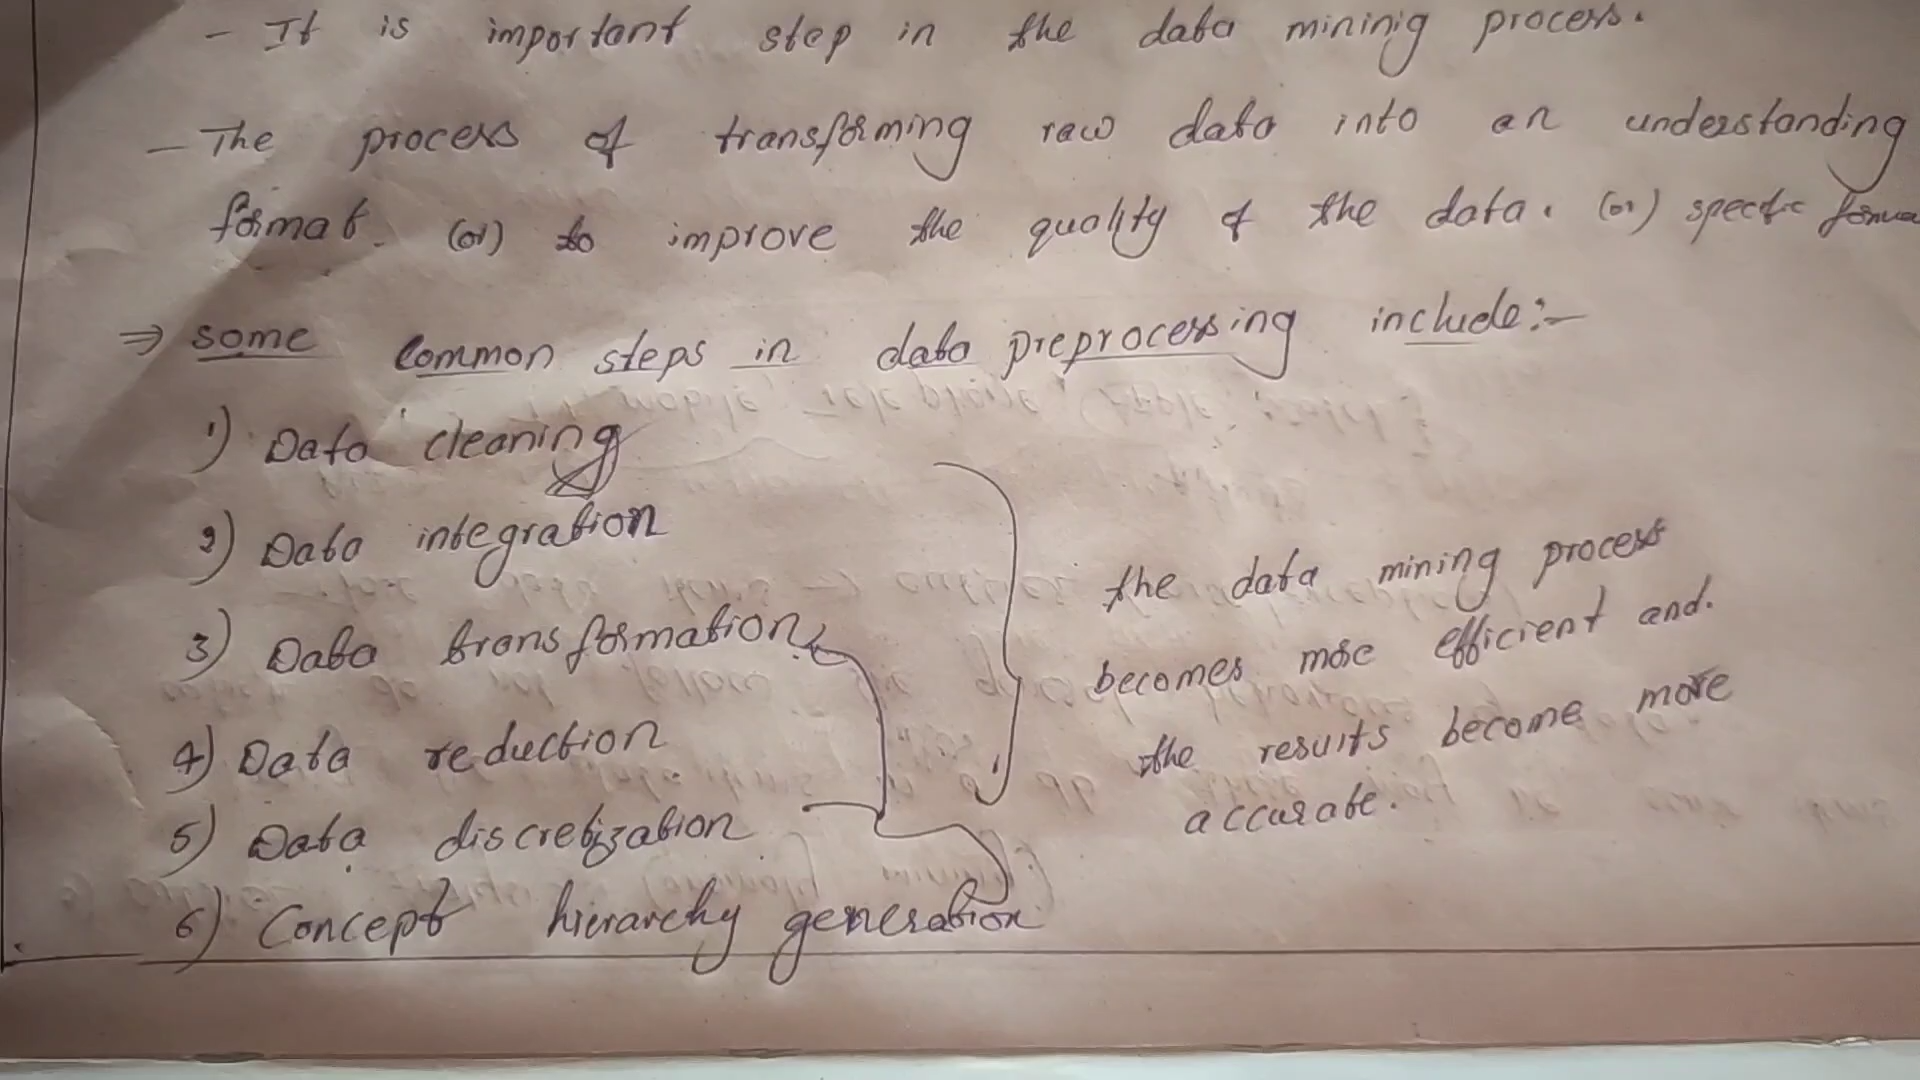 - It is important step in the data mininig process.
- The process of transforming raw data into an understanding
format. (or) to improve the quality of the data. (or) specific
⇒ some common steps in data preprocessing include:-
1) Data cleaning
2) Data integration
3) Data transformation
4) Data reduction
5) Data discretization
6) Concept hierarchy generation
the data mining process
becomes more efficient and.
the results become more
accurate.